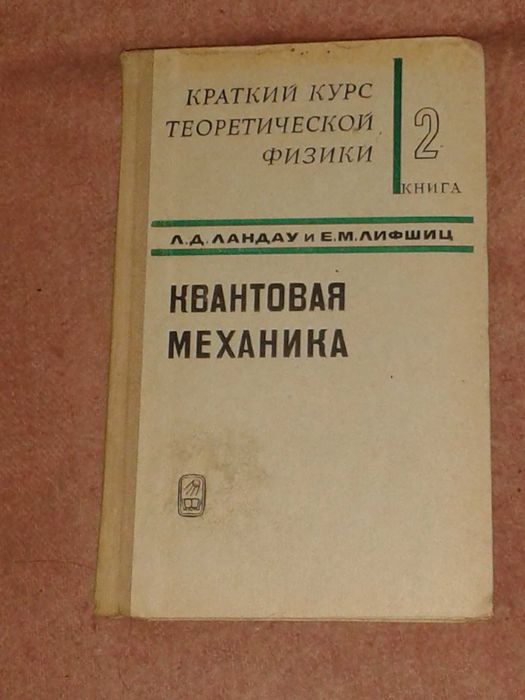 КРАТКИЙ КУРС
ТЕОРЕТИЧЕСКОЙ
ФИЗИКИ
2
КНИГА
Л.Д.ЛАНДАУ и Е.М.ЛИФШИЦ
КВАНТОВАЯ
МЕХАНИКА